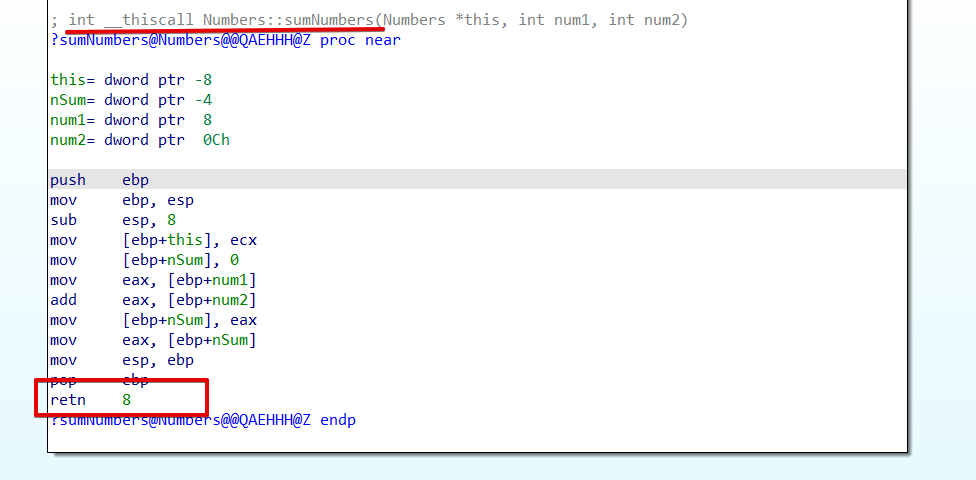 ; int __thiscall Numbers::sumNumbers(Numbers *this, int num1, int num2)
?sumNumbers@Numbers@@QAEHHH@Z proc near
this= dword ptr -8
nSum= dword ptr -4
num1= dword ptr  8
num2= dword ptr  0Ch
push    ebp
mov     ebp, esp
sub     esp, 8
mov     [ebp+this], ecx
mov     [ebp+nSum], 0
mov     eax, [ebp+num1]
add     eax, [ebp+num2]
mov     [ebp+nSum], eax
mov     eax, [ebp+nSum]
mov     esp, ebp
pop     ebp
retn    8
?sumNumbers@Numbers@@QAEHHH@Z endp